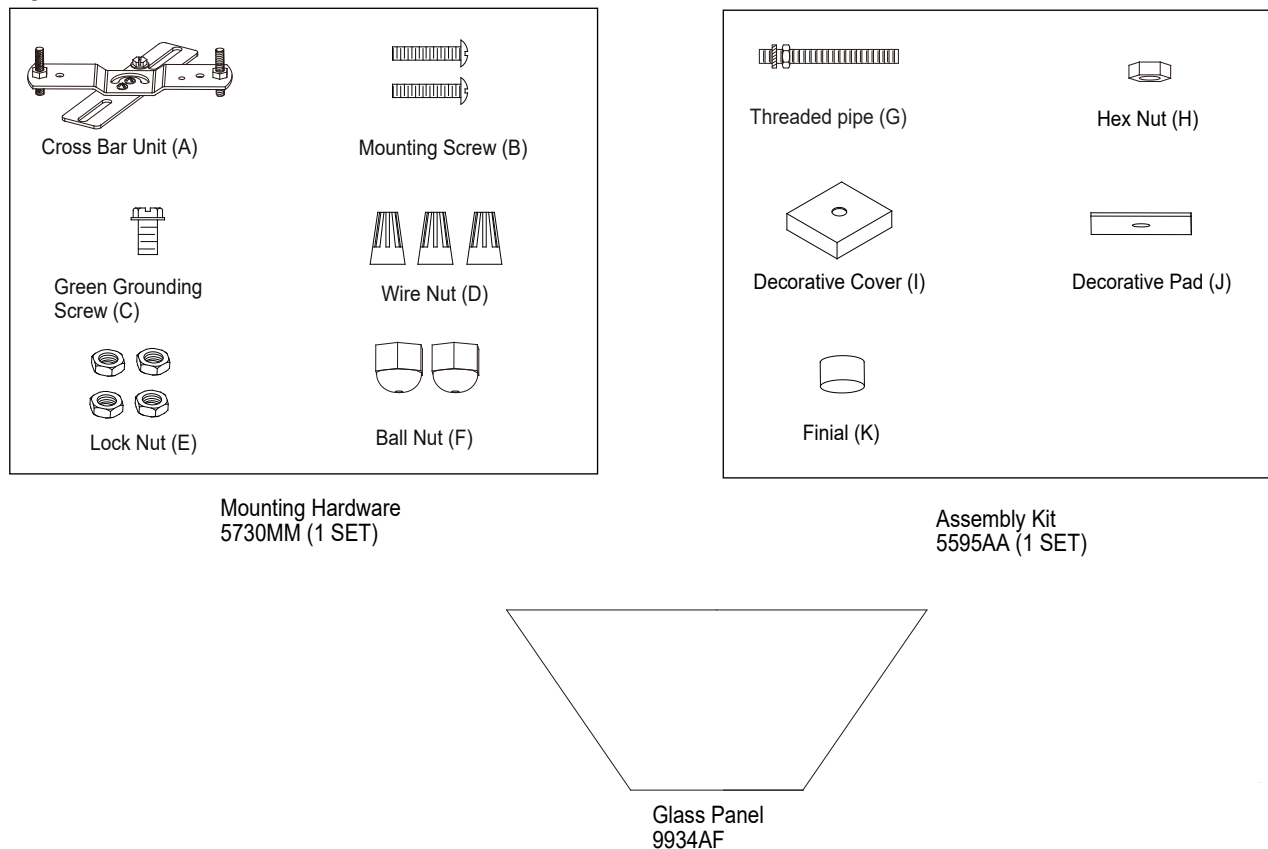 Cross Bar Unit (A)
Mounting Screw (B)
Green Grounding
Screw (C)
Wire Nut (D)
Lock Nut (E)
Ball Nut (F)
Mounting Hardware
5730MM (1 SET)
Threaded pipe (G)
Hex Nut (H)
Decorative Cover (I)
Decorative Pad (J)
Finial (K)
Assembly Kit
5595AA (1 SET)
Glass Panel
9934AF